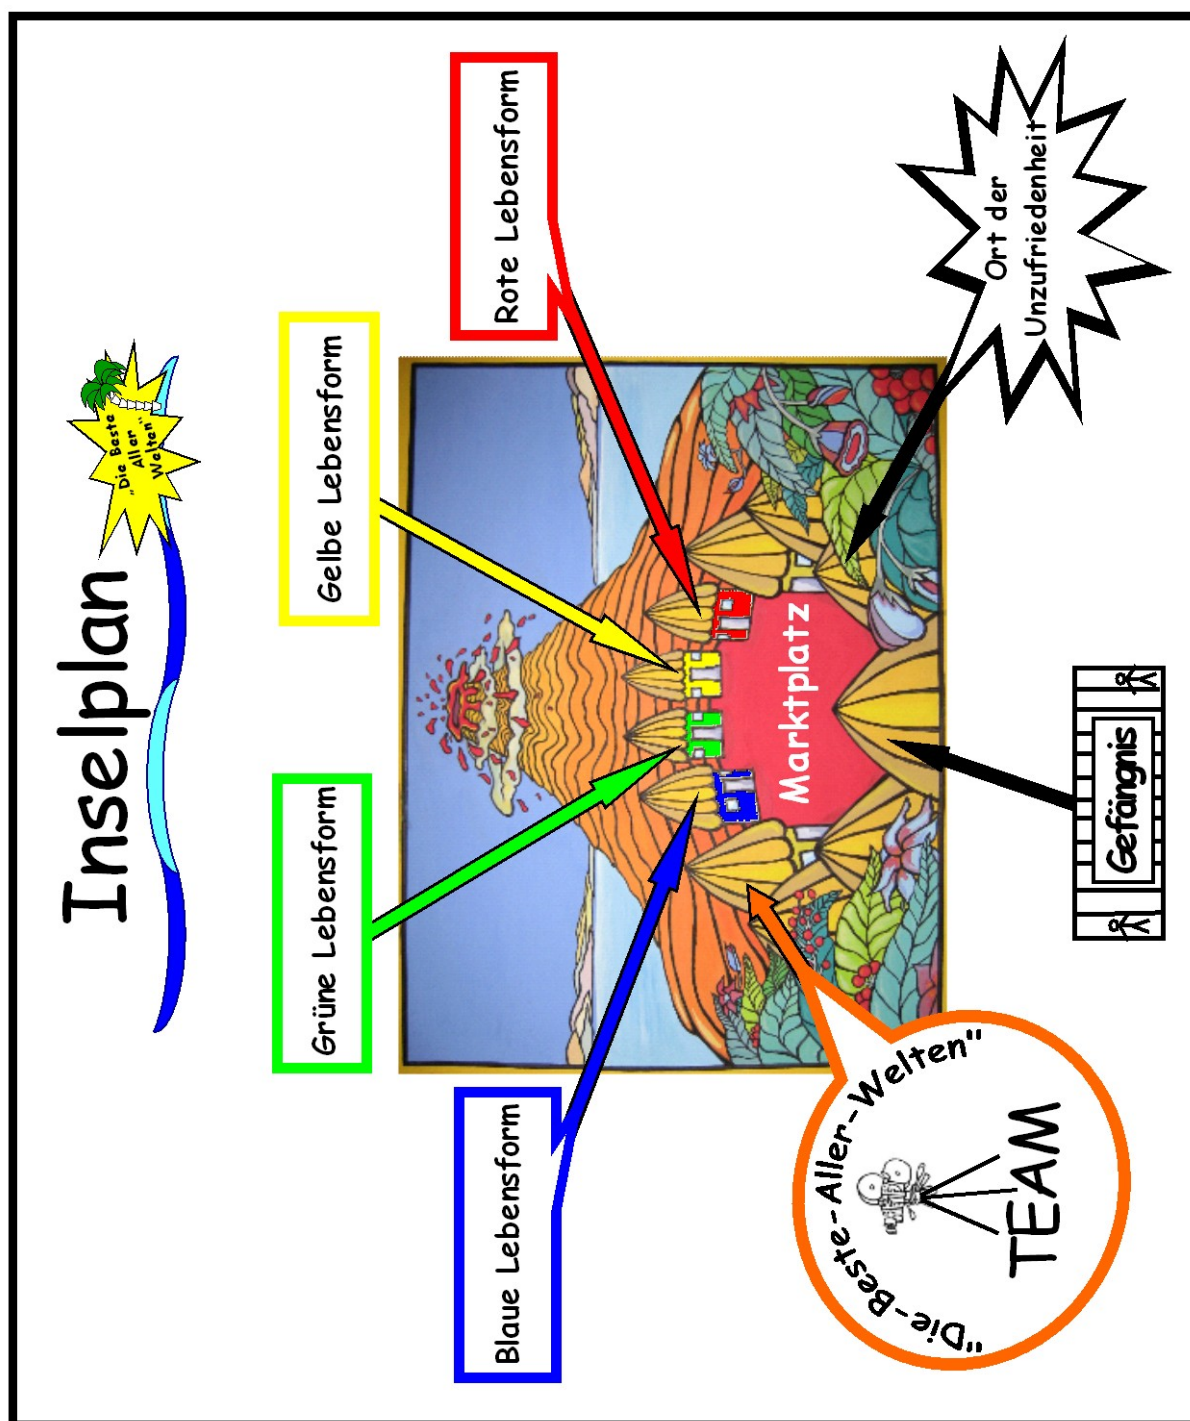 Inselplan
„Die Beste
Aller
Welten“
Grüne Lebensform
Gelbe Lebensform
Blaue Lebensform
Rote Lebensform
Marktplatz
"Die-Beste-Aller-Welten"
TEAM
Gefängnis
Ort der
Unzufriedenheit